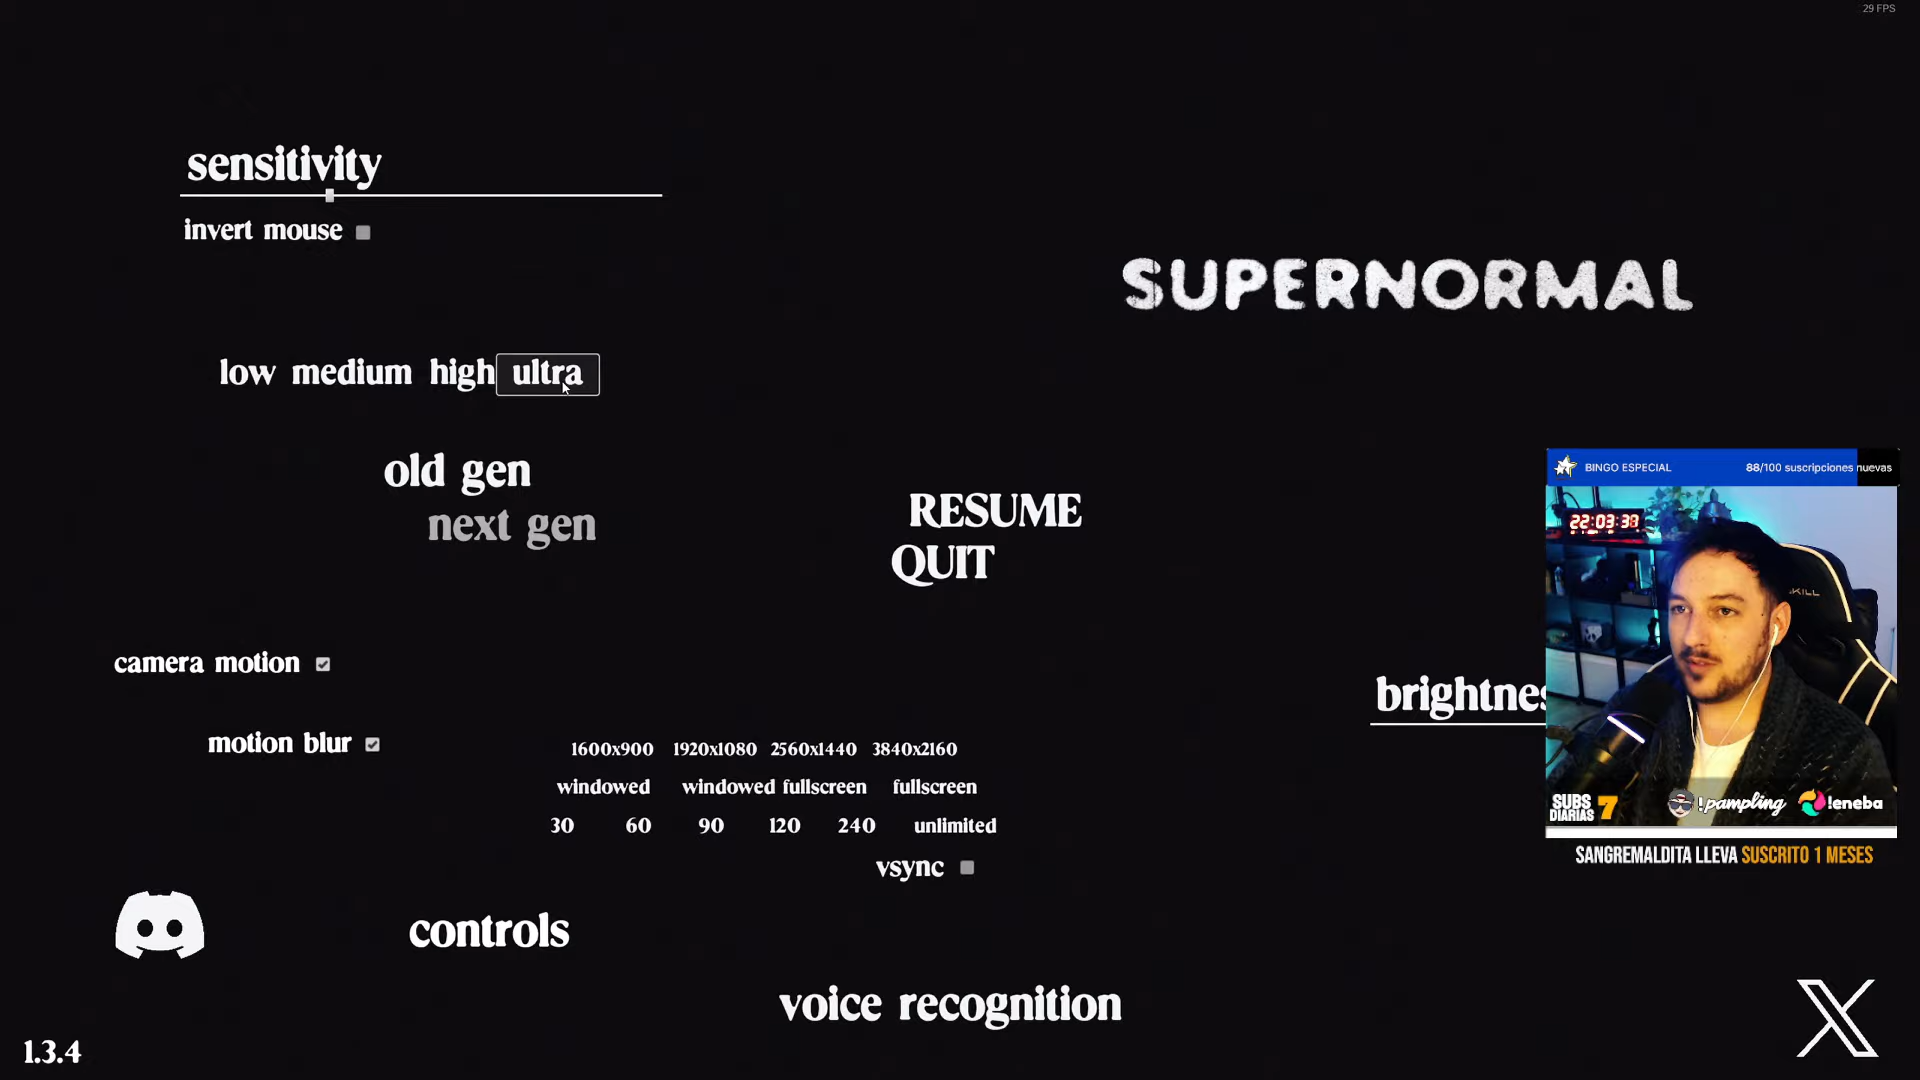 29 FPS
sensitivity
invert mouse
SUPERNORMAL
low medium high ultra
old gen
next gen
RESUME
QUIT
BINGO ESPECIAL 88/100 suscripciones nuevas
22:03:38
KILL
camera motion
brightnes
motion blur
1600x900 1920x1080 2560x1440 3840x2160
windowed windowed fullscreen fullscreen
30 60 90 120 240 unlimited
vsync
SUBS DIARIAS 7 !pampling !eneba
SANGREMALDITA LLEVA SUSCRITO 1 MESES
controls
voice recognition
1.3.4